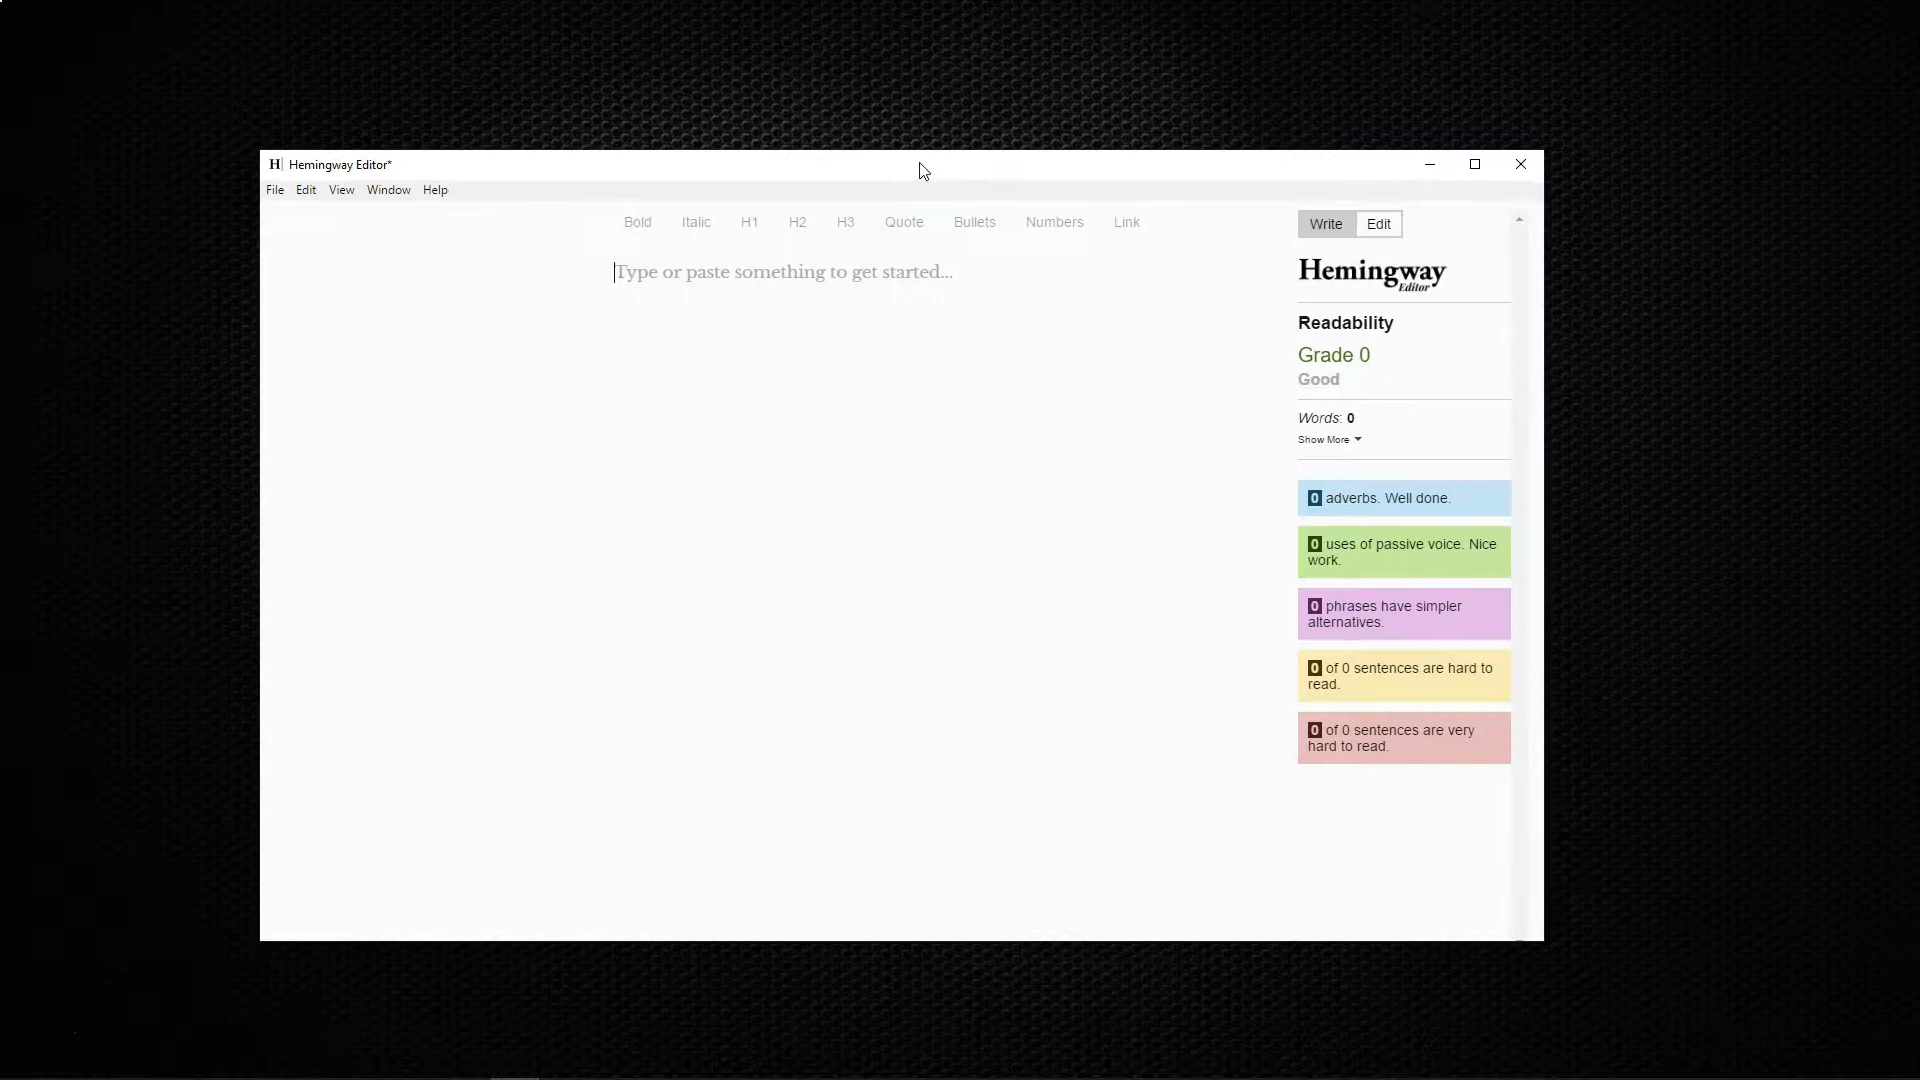 H Hemingway Editor*
File Edit View Window Help
Bold Italic H1 H2 H3 Quote Bullets Numbers Link
Type or paste something to get started...
Write Edit
Hemingway
Editor
Readability
Grade 0
Good
Words: 0
Show More
0 adverbs. Well done.
0 uses of passive voice. Nice
work.
0 phrases have simpler
alternatives.
0 of 0 sentences are hard to
read.
0 of 0 sentences are very
hard to read.